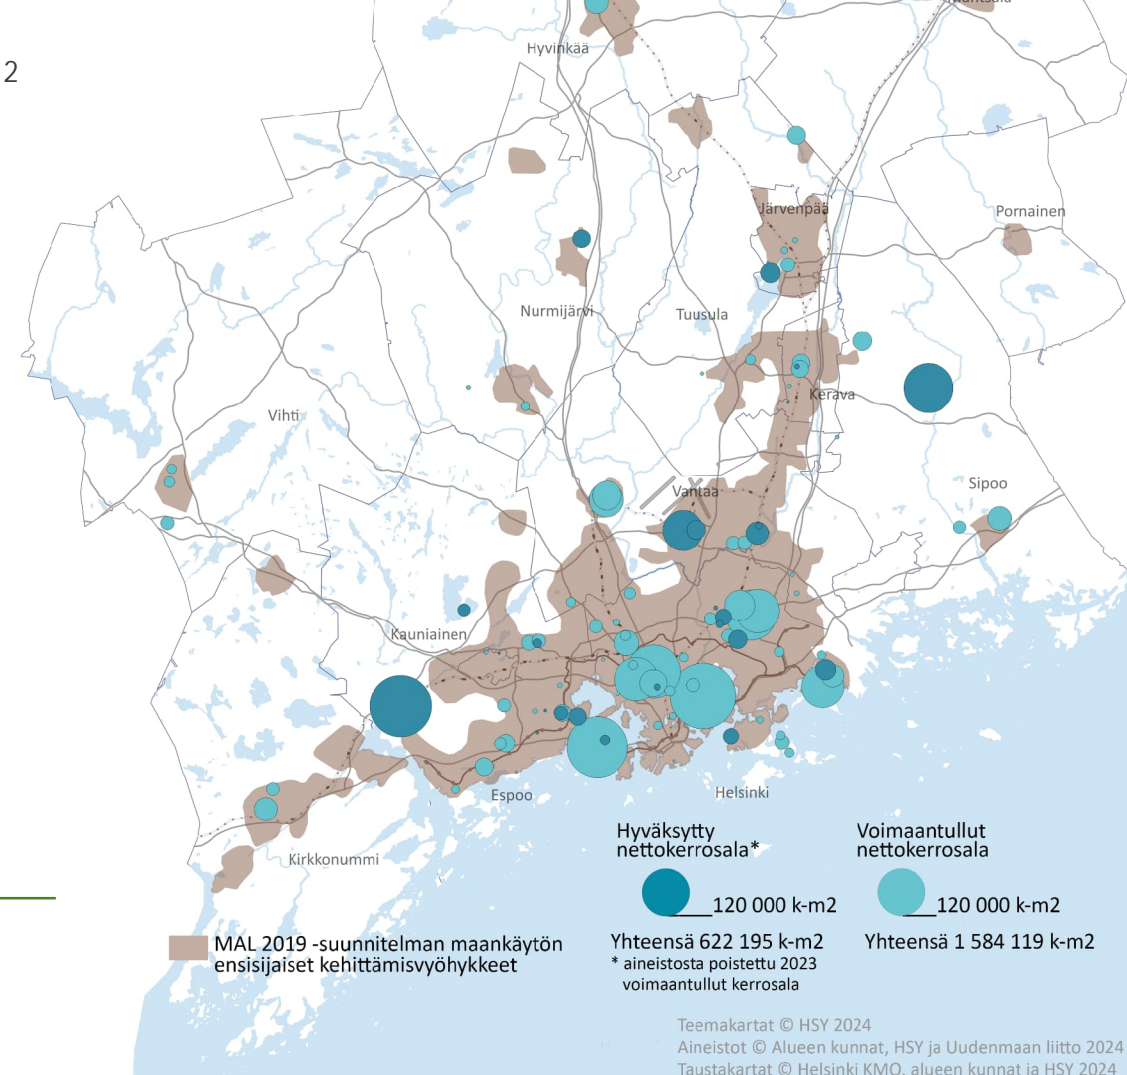 Mäntsälä
Hyvinkää
2
Järvenpää
Pornainen
Nurmijärvi
Tuusula
Kerava
Vihti
Sipoo
Vantaa
Kauniainen
Espoo
Helsinki
Kirkkonummi
Hyväksytty
nettokerrosala*
120 000 k-m2
Yhteensä 622 195 k-m2
* aineistosta poistettu 2023
voimaantullut kerrosala
Voimaantullut
nettokerrosala
120 000 k-m2
Yhteensä 1 584 119 k-m2
MAL 2019 -suunnitelman maankäytön
ensisijaiset kehittämisvyöhykkeet
Teemakartat © HSY 2024
Aineistot © Alueen kunnat, HSY ja Uudenmaan liitto 2024
Taustakartat © Helsinki KMO, alueen kunnat ja HSY 2024